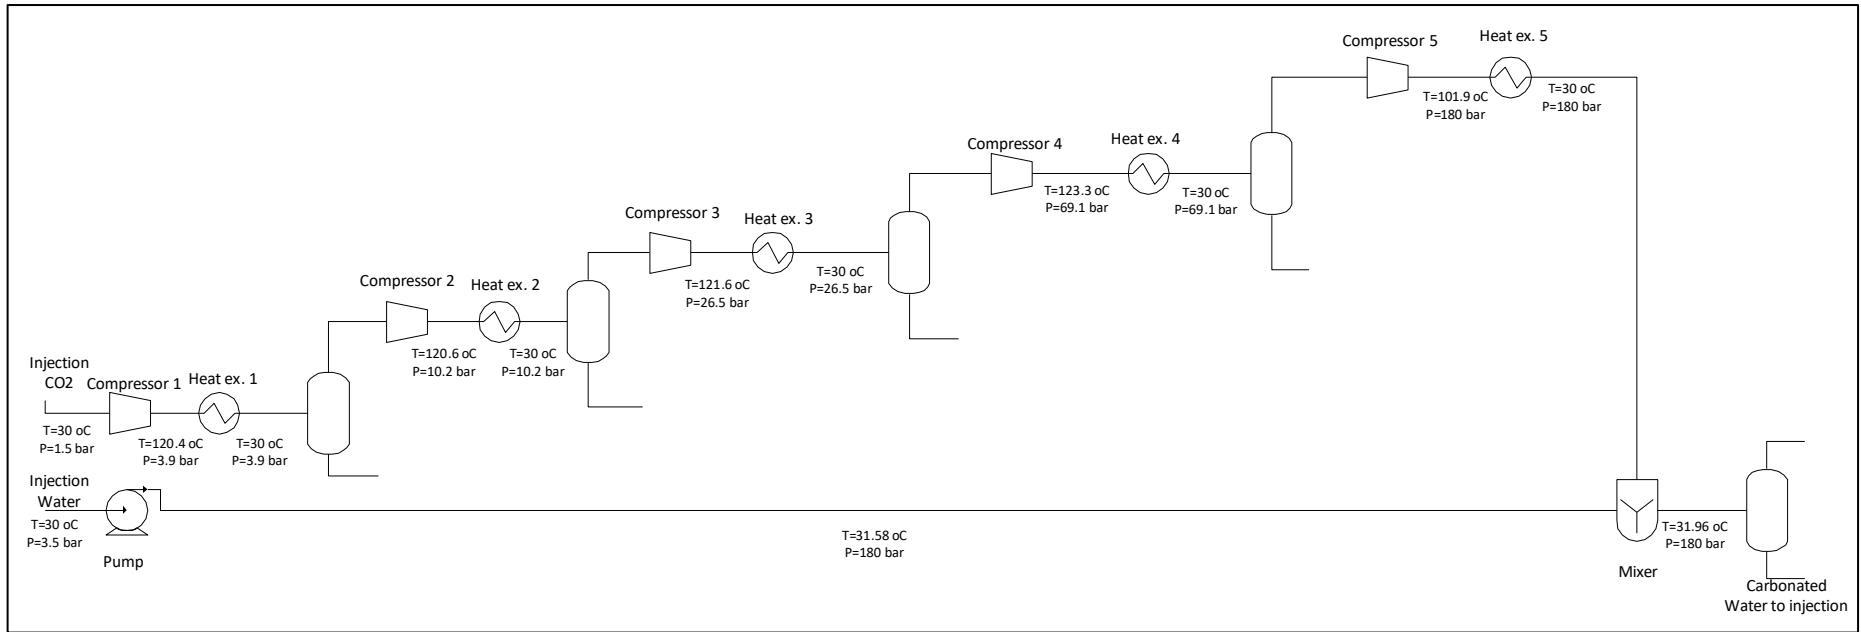 Compressor 5
Heat ex. 5
T=101.9 oC
P=180 bar
T=30 oC
P=180 bar
Compressor 4
Heat ex. 4
T=123.3 oC
P=69.1 bar
T=30 oC
P=69.1 bar
Compressor 3
Heat ex. 3
T=121.6 oC
P=26.5 bar
T=30 oC
P=26.5 bar
Compressor 2
Heat ex. 2
T=120.6 oC
P=10.2 bar
T=30 oC
P=10.2 bar
Injection
CO2
Compressor 1
Heat ex. 1
T=30 oC
P=1.5 bar
T=120.4 oC
P=3.9 bar
T=30 oC
P=3.9 bar
Injection
Water
T=30 oC
P=3.5 bar
Pump
T=31.58 oC
P=180 bar
T=31.96 oC
P=180 bar
Mixer
Carbonated
Water to injection